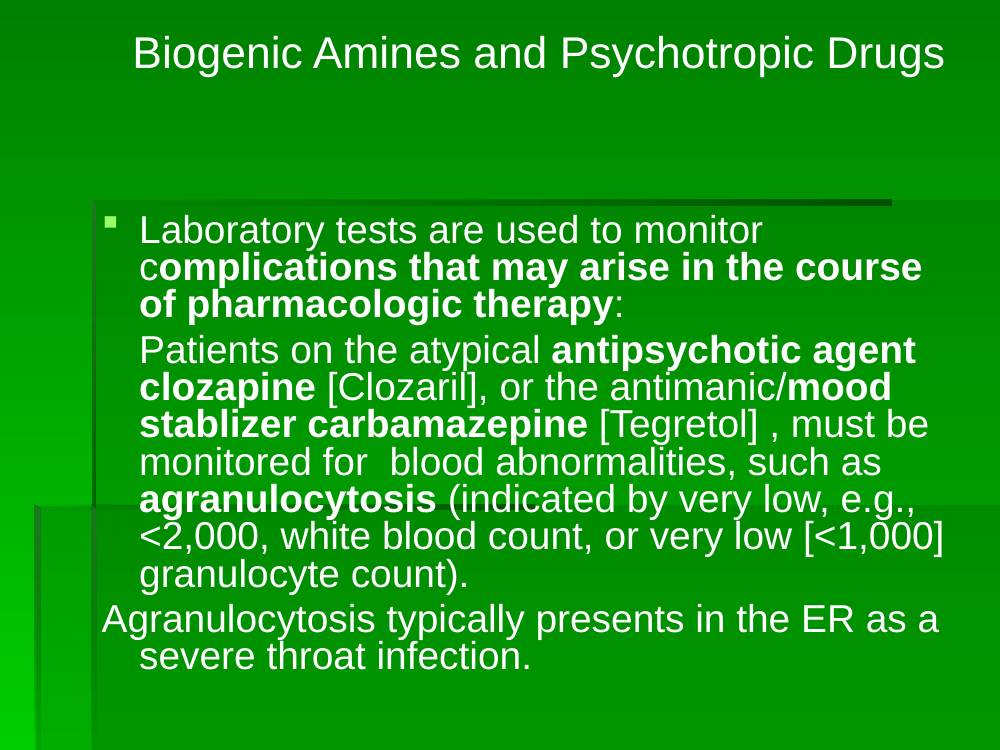 Biogenic Amines and Psychotropic Drugs
Laboratory tests are used to monitor
complications that may arise in the course
of pharmacologic therapy:
Patients on the atypical antipsychotic agent
clozapine [Clozaril], or the antimanic/mood
stablizer carbamazepine [Tegretol] , must be
monitored for  blood abnormalities, such as
agranulocytosis (indicated by very low, e.g.,
<2,000, white blood count, or very low [<1,000]
granulocyte count).
Agranulocytosis typically presents in the ER as a
severe throat infection.